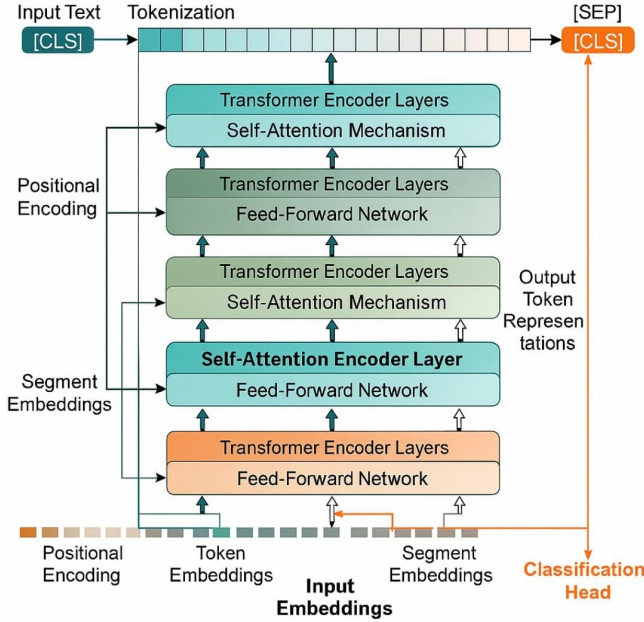 Input Text
Tokenization
[SEP]
[CLS]
[CLS]
Transformer Encoder Layers
Self-Attention Mechanism
Positional
Encoding
Transformer Encoder Layers
Feed-Forward Network
Transformer Encoder Layers
Self-Attention Mechanism
Output
Token
Represen
tations
Segment
Embeddings
Self-Attention Encoder Layer
Feed-Forward Network
Transformer Encoder Layers
Feed-Forward Network
Positional
Encoding
Token
Embeddings
Input
Embeddings
Segment
Embeddings
Classification
Head